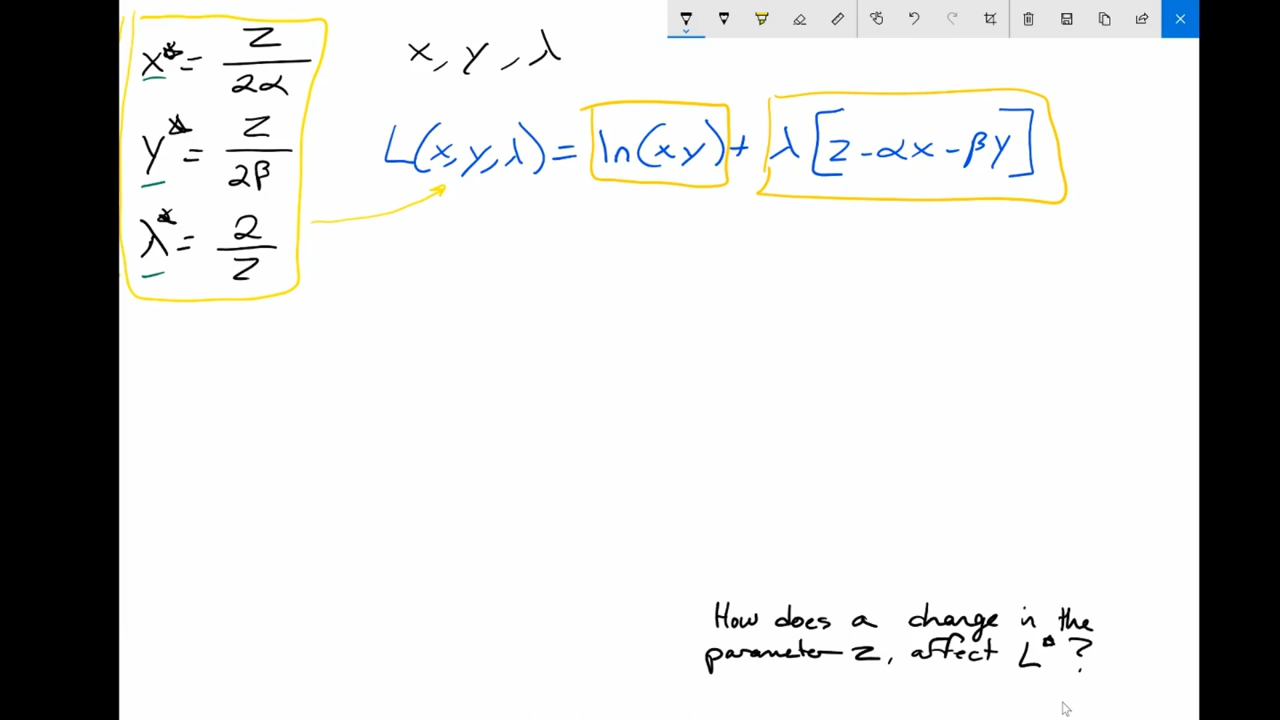 x* = z / 2α
y* = z / 2β
λ* = 2 / z
x, y, λ
L(x, y, λ) = ln(xy) + λ[z - αx - βy]
How does a change in the
parameter z, affect L*?